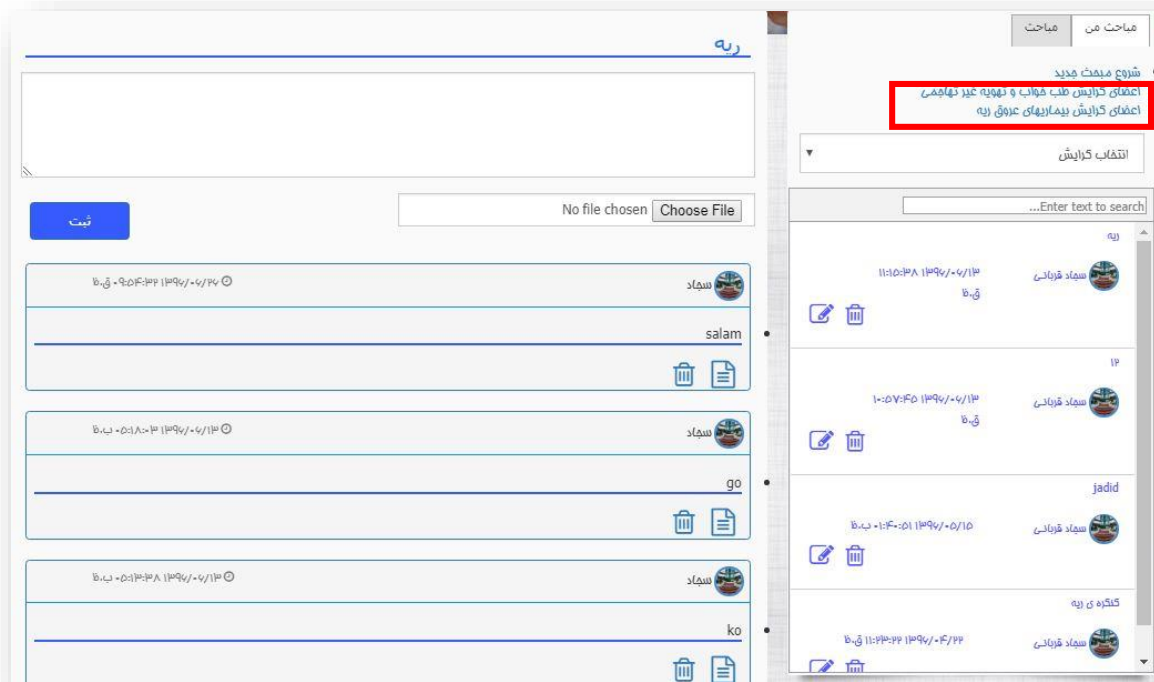 مباحث من
مباحث
شروع مبحث جدید
اعضای گرایش طب خواب و تهویه غیر تهاجمی
اعضای گرایش بیماریهای عروق ریه
انتخاب گرایش
Enter text to search...
ریه
سجاد قربانی
۱۳۹۶/۰۶/۱۳ ۱۱:۱۵:۳۸
ق.ظ
۱۲
سجاد قربانی
۱۳۹۶/۰۶/۱۳ ۱۰:۵۷:۴۵
ق.ظ
jadid
سجاد قربانی
۱۳۹۶/۰۵/۱۵ ۰۱:۴۰:۵۱ ب.ظ
کنگره ی ریه
سجاد قربانی
۱۳۹۶/۰۴/۲۲ ۱۱:۲۳:۲۲ ق.ظ
ریه
Choose File No file chosen
ثبت
سجاد
۱۳۹۶/۰۶/۲۶ ۰۹:۵۴:۳۲ ق.ظ
salam
سجاد
۱۳۹۶/۰۶/۱۳ ۰۵:۱۸:۰۳ ب.ظ
go
سجاد
۱۳۹۶/۰۶/۱۳ ۰۵:۱۳:۳۸ ب.ظ
ko